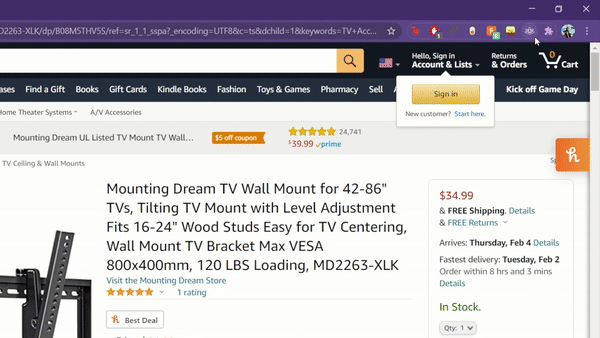 D2263-XLK/dp/B08M5THV5S/ref=sr_1_1_sspa?_encoding=UTF8&c=ts&dchild=1&keywords=TV+Acc...
Hello, Sign in
Account & Lists
Returns
& Orders
0
Cart
ases Find a Gift Books Gift Cards Kindle Books Fashion Toys & Games Pharmacy Sell Kick off Game Day
Sign in
New customer? Start here.
Home Theater Systems A/V Accessories
Mounting Dream UL Listed TV Mount TV Wall...
$5 off coupon
24,741
$39.99 prime
TV Ceiling & Wall Mounts
Sp
h
Mounting Dream TV Wall Mount for 42-86"
TVs, Tilting TV Mount with Level Adjustment
Fits 16-24" Wood Studs Easy for TV Centering,
Wall Mount TV Bracket Max VESA
800x400mm, 120 LBS Loading, MD2263-XLK
Visit the Mounting Dream Store
1 rating
h Best Deal
$34.99
& FREE Shipping. Details
& FREE Returns
Arrives: Thursday, Feb 4 Details
Fastest delivery: Tuesday, Feb 2
Order within 8 hrs and 3 mins
Details
In Stock.
Qty: 1